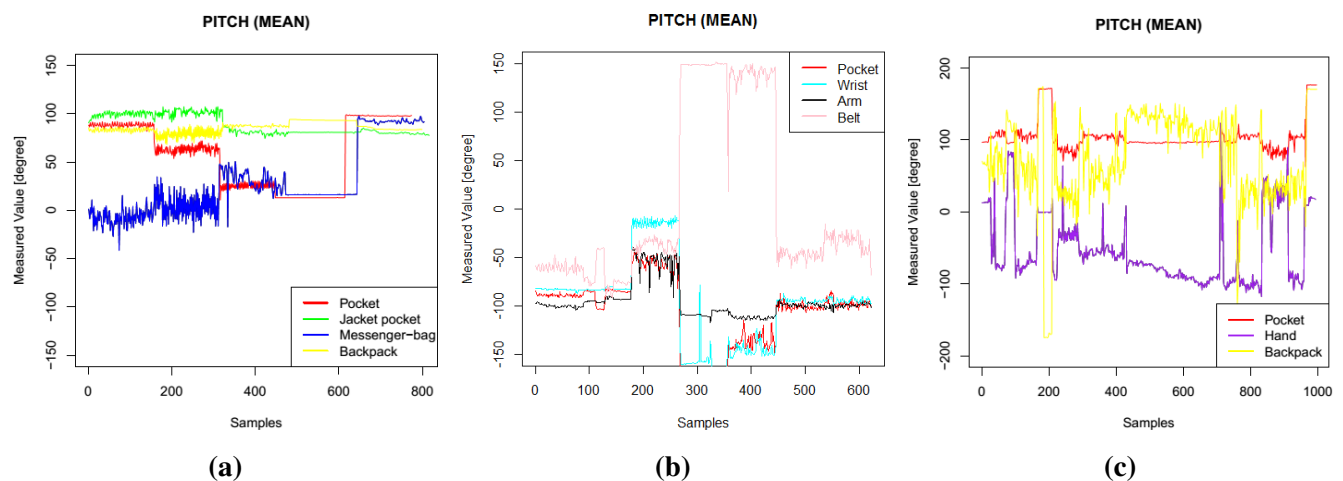 PITCH (MEAN)
Measured Value [degree]
150
100
50
0
−50
−100
−150
Pocket
Jacket pocket
Messenger−bag
Backpack
0
200
400
600
800
Samples
(a)
PITCH (MEAN)
Measured Value [degree]
150
100
50
0
−50
−100
−150
Pocket
Wrist
Arm
Belt
0
100
200
300
400
500
600
Samples
(b)
PITCH (MEAN)
Measured Value [degree]
200
100
0
−100
−200
Pocket
Hand
Backpack
0
200
400
600
800
1000
Samples
(c)